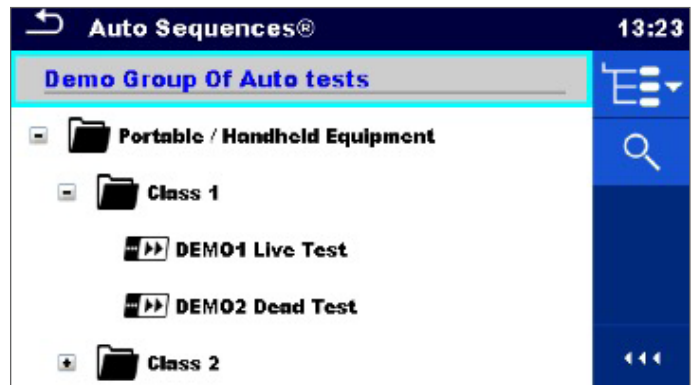 Auto Sequences® 13:23
Demo Group Of Auto tests
Portable / Handheld Equipment
Class 1
DEMO1 Live Test
DEMO2 Dead Test
Class 2